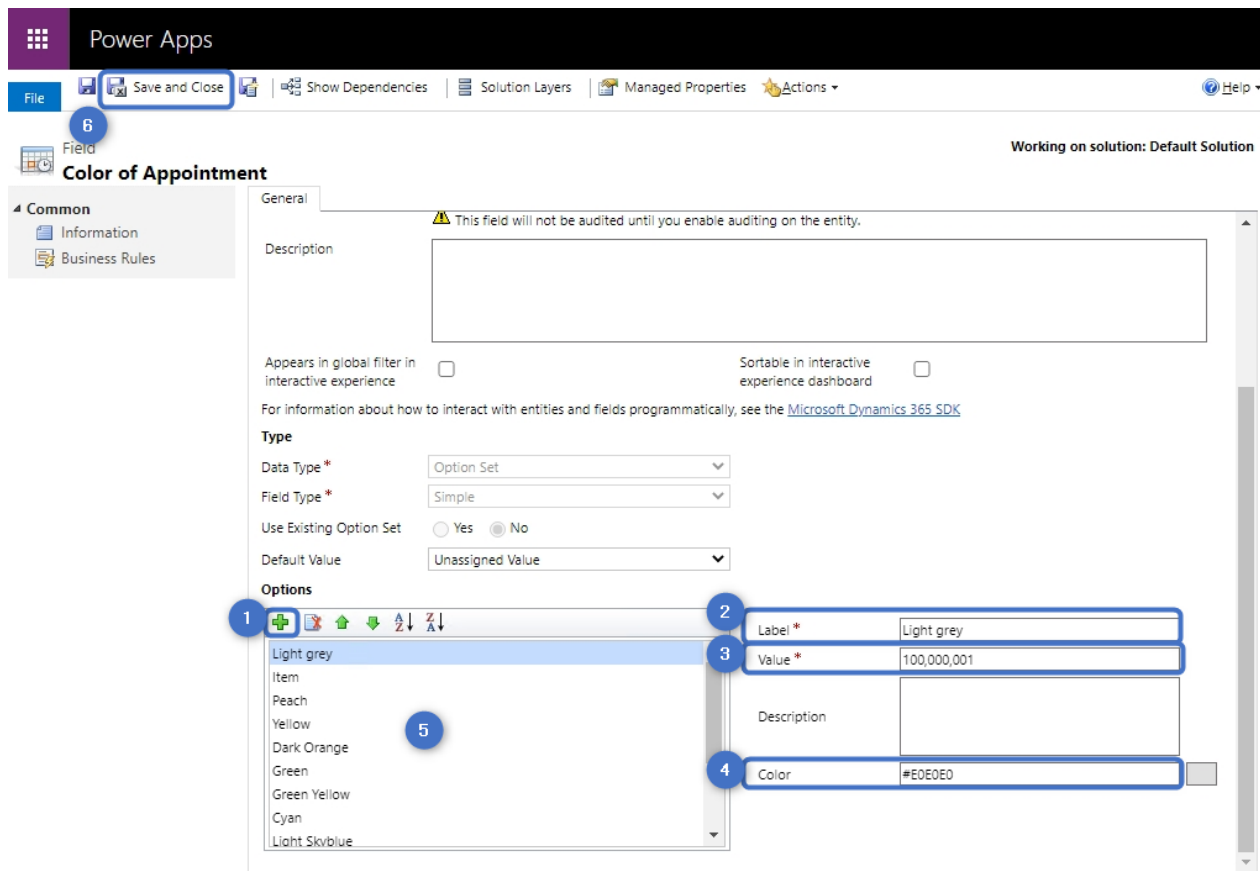 Power Apps
File
Save and Close
Show Dependencies
Solution Layers
Managed Properties
Actions
Help
6
Field
Color of Appointment
Working on solution: Default Solution
Common
Information
Business Rules
General
This field will not be audited until you enable auditing on the entity.
Description
Appears in global filter in
interactive experience
Sortable in interactive
experience dashboard
For information about how to interact with entities and fields programmatically, see the Microsoft Dynamics 365 SDK
Type
Data Type *
Option Set
Field Type *
Simple
Use Existing Option Set
Yes
No
Default Value
Unassigned Value
Options
1
A
Z
Z
A
Light grey
Item
Peach
Yellow
Dark Orange
Green
Green Yellow
Cyan
Light Skyblue
5
2
Label *
Light grey
3
Value *
100,000,001
Description
4
Color
#E0E0E0